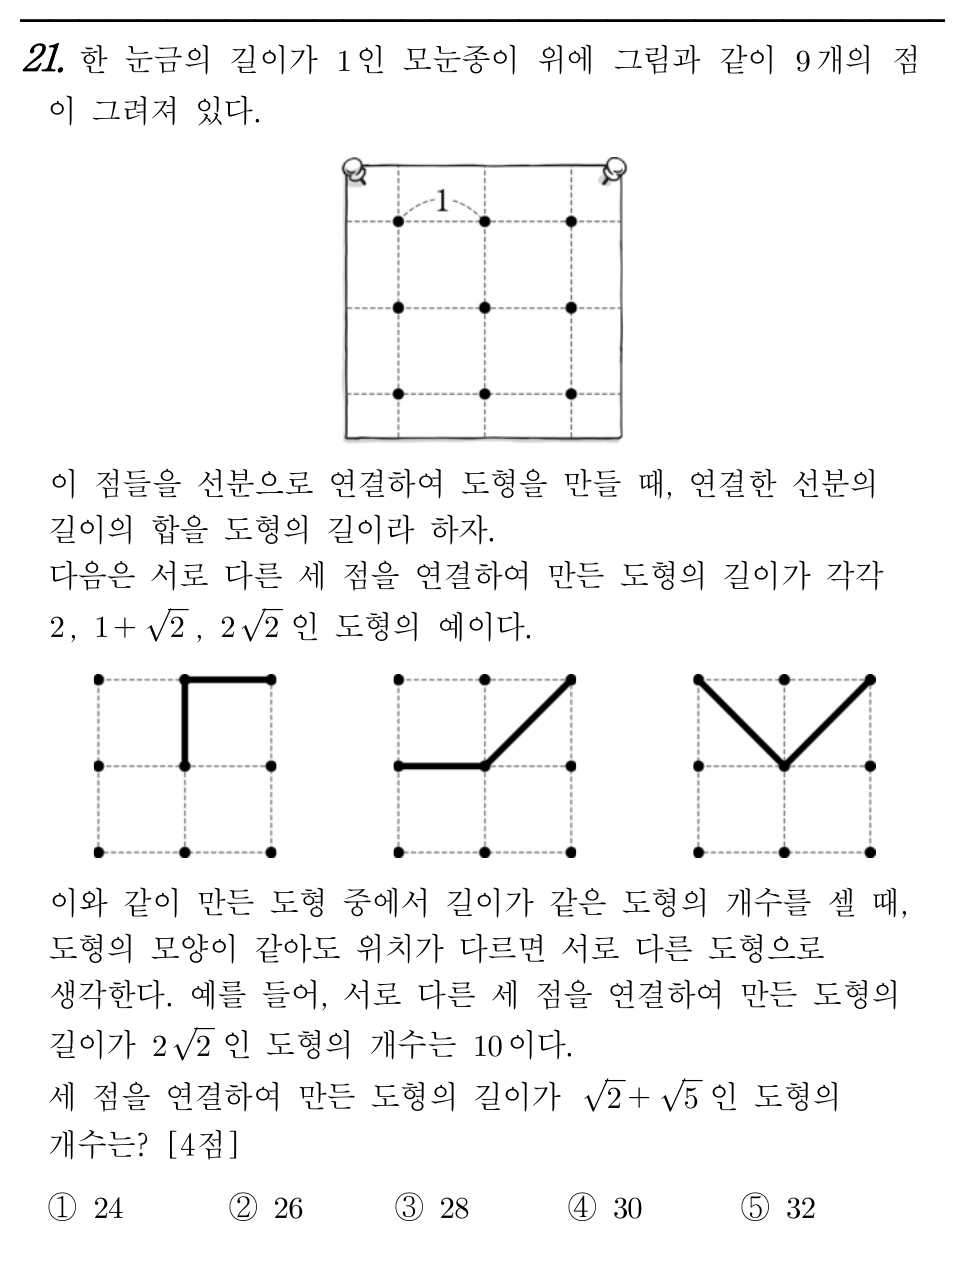 21. 한 눈금의 길이가 1인 모눈종이 위에 그림과 같이 9개의 점
이 그려져 있다.
1
이 점들을 선분으로 연결하여 도형을 만들 때, 연결한 선분의
길이의 합을 도형의 길이라 하자.
다음은 서로 다른 세 점을 연결하여 만든 도형의 길이가 각각
2, 1+√2, 2√2 인 도형의 예이다.
이와 같이 만든 도형 중에서 길이가 같은 도형의 개수를 셀 때,
도형의 모양이 같아도 위치가 다르면 서로 다른 도형으로
생각한다. 예를 들어, 서로 다른 세 점을 연결하여 만든 도형의
길이가 2√2 인 도형의 개수는 10이다.
세 점을 연결하여 만든 도형의 길이가 √2+√5 인 도형의
개수는? [4점]
① 24 ② 26 ③ 28 ④ 30 ⑤ 32